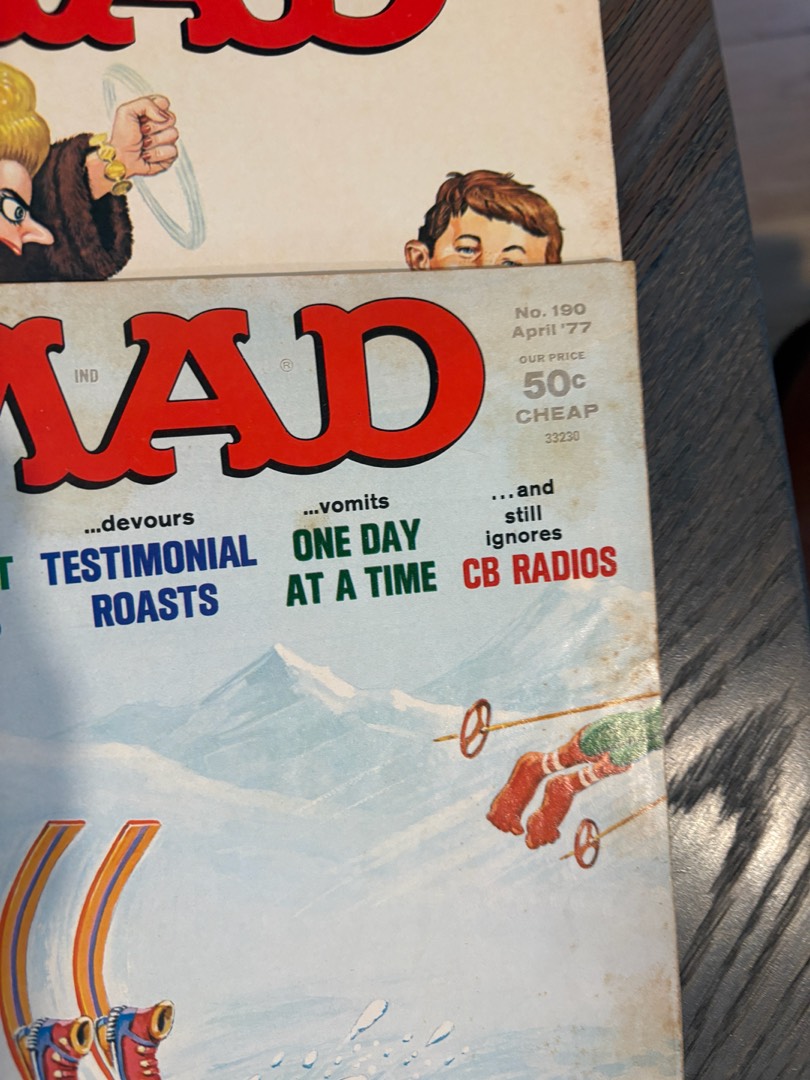 MAD
MAD
IND
®
No. 190
April '77
OUR PRICE
50c
CHEAP
33230
...devours
TESTIMONIAL
ROASTS
...vomits
ONE DAY
AT A TIME
...and
still
ignores
CB RADIOS
T